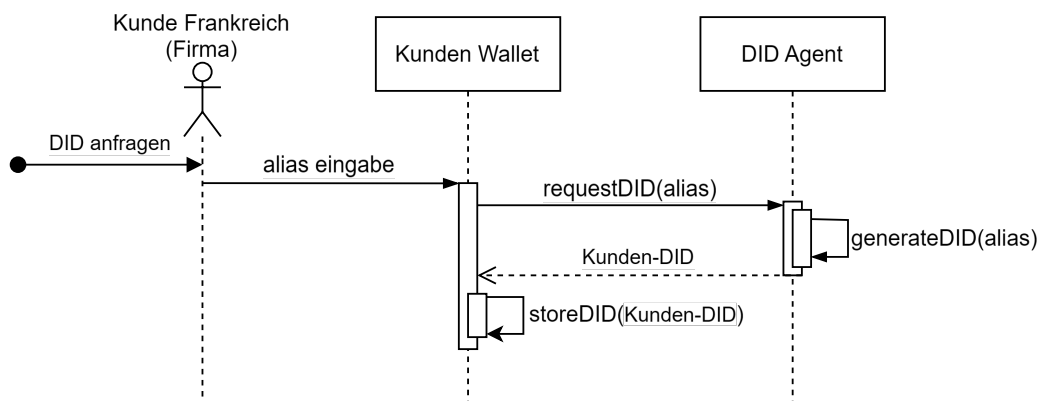 Kunde Frankreich
(Firma)
Kunden Wallet
DID Agent
DID anfragen
alias eingabe
requestDID(alias)
generateDID(alias)
Kunden-DID
storeDID(Kunden-DID)